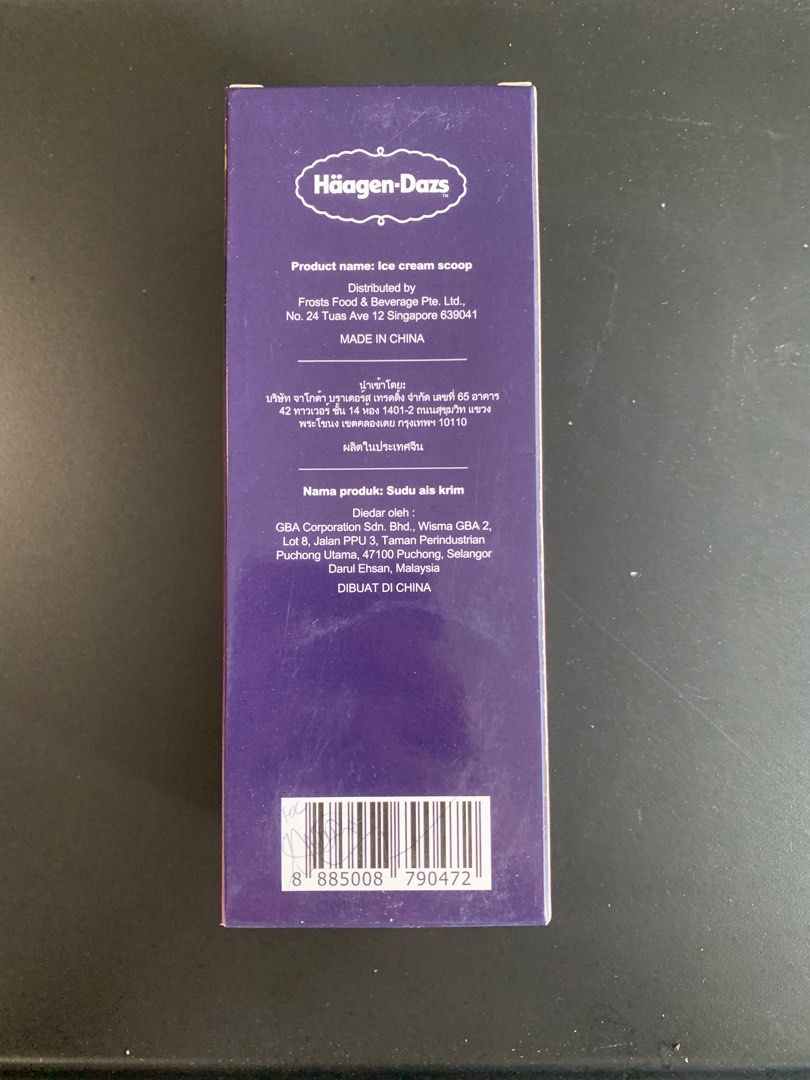 Häagen-Dazs™
Product name: Ice cream scoop
Distributed by
Frosts Food & Beverage Pte. Ltd.,
No. 24 Tuas Ave 12 Singapore 639041
MADE IN CHINA
นำเข้าโดย:
บริษัท จาโกต้า บราเดอร์ส เทรดดิ้ง จำกัด เลขที่ 65 อาคาร
42 ทาวเวอร์ ชั้น 14 ห้อง 1401-2 ถนนสุขุมวิท แขวง
พระโขนง เขตคลองเตย กรุงเทพฯ 10110
ผลิตในประเทศจีน
Nama produk: Sudu ais krim
Diedar oleh :
GBA Corporation Sdn. Bhd., Wisma GBA 2,
Lot 8, Jalan PPU 3, Taman Perindustrian
Puchong Utama, 47100 Puchong, Selangor
Darul Ehsan, Malaysia
DIBUAT DI CHINA
8 885008 790472